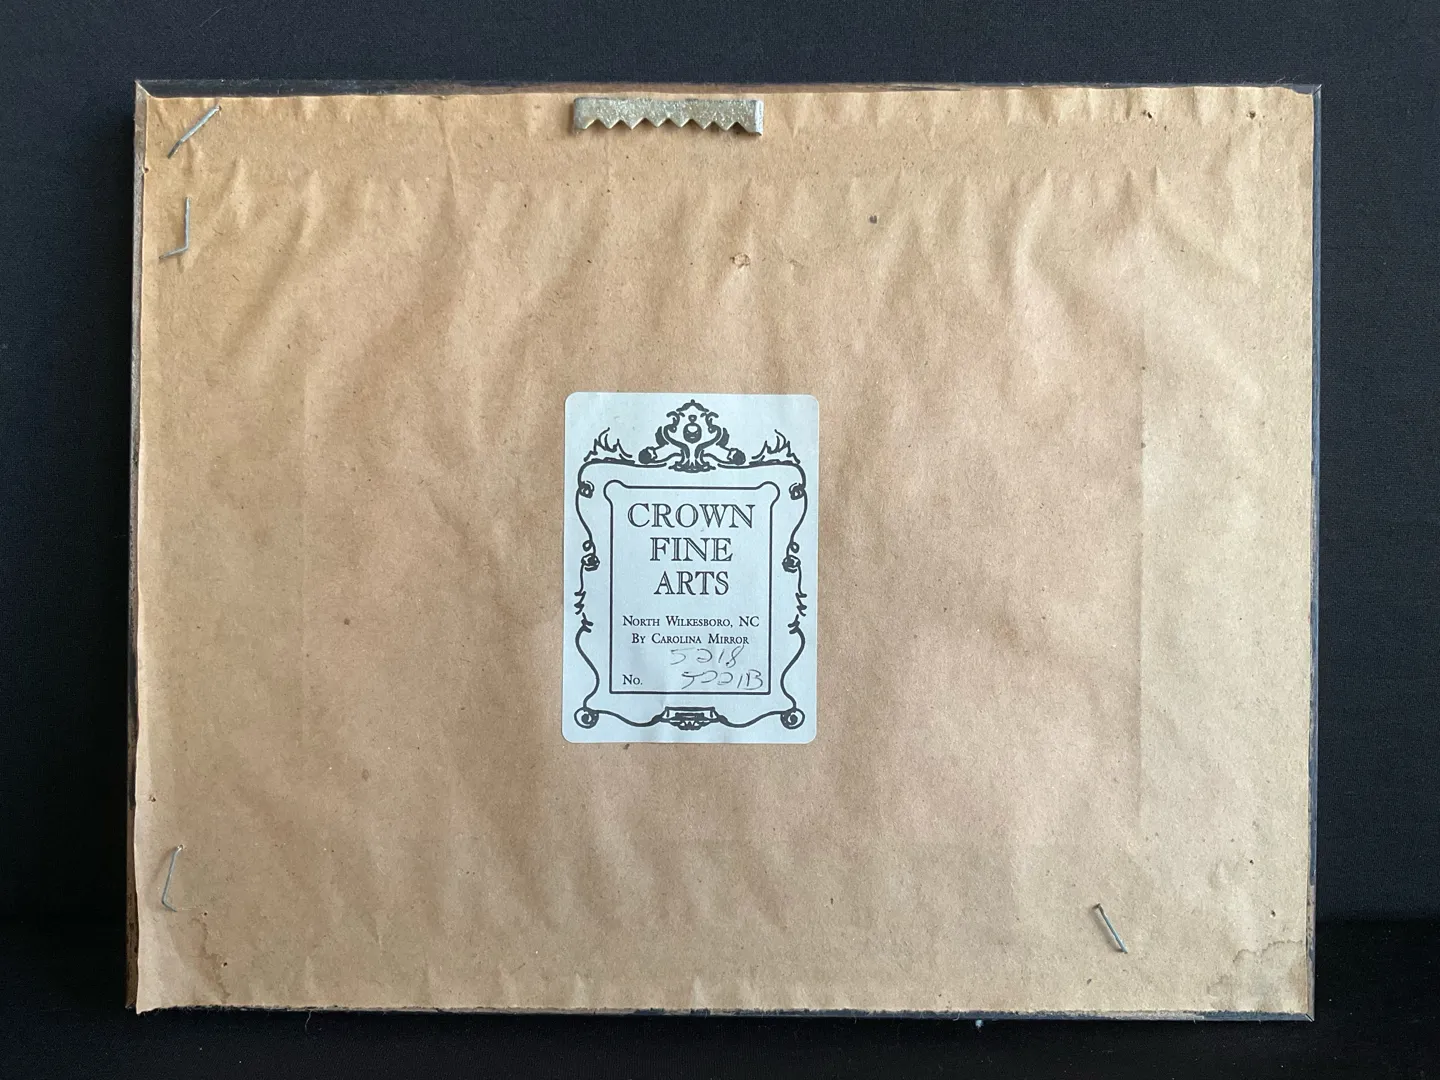 CROWN
FINE
ARTS
NORTH WILKESBORO, NC
BY CAROLINA MIRROR
5218
No. 5221B